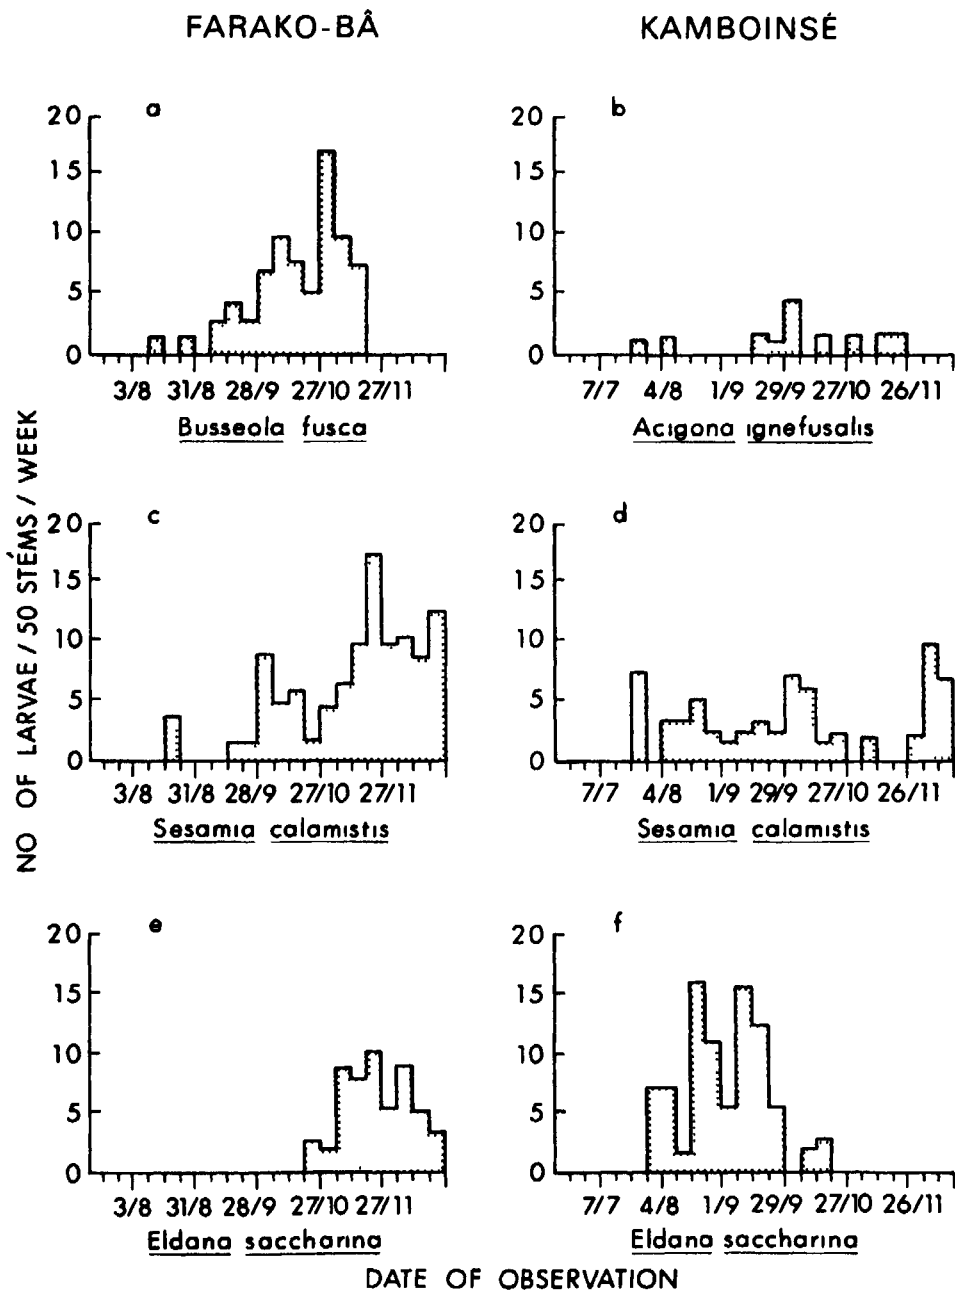 FARAKO-BÂ
KAMBOINSÉ
a
20
15
10
5
0
3/8 31/8 28/9 27/10 27/11
Busseola fusca
b
20
15
10
5
0
7/7 4/8 1/9 29/9 27/10 26/11
Acigona ignefusalis
c
20
15
10
5
0
3/8 31/8 28/9 27/10 27/11
Sesamia calamistis
d
20
15
10
5
0
7/7 4/8 1/9 29/9 27/10 26/11
Sesamia calamistis
e
20
15
10
5
0
3/8 31/8 28/9 27/10 27/11
Eldana saccharina
f
20
15
10
5
0
7/7 4/8 1/9 29/9 27/10 26/11
Eldana saccharina
NO OF LARVAE / 50 STÉMS / WEEK
DATE OF OBSERVATION